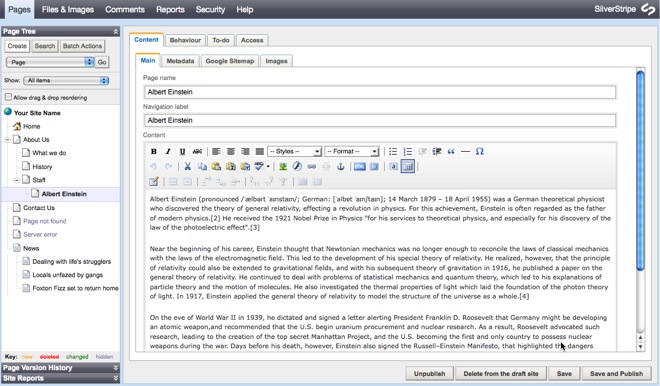 Pages Files & Images Comments Reports Security Help SilverStripe
Page Tree
Create Search Batch Actions
Page Go
Show: All items
Allow drag & drop reordering
Your Site Name
Home
About Us
What we do
History
Staff
Albert Einstein
Contact Us
Page not found
Server error
News
Dealing with life's strugglers
Locals unfazed by gangs
Foxton Fizz set to return home
Key: new deleted changed hidden
Page Version History
Site Reports
Content Behaviour To-do Access
Main Metadata Google Sitemap Images
Page name
Albert Einstein
Navigation label
Albert Einstein
Content
B I U ABC -- Styles -- -- Format --
Albert Einstein (pronounced /ˈælbərt ˈaɪnstaɪn/; German: [ˈalbɐt ˈaɪnʃtaɪn]; 14 March 1879 – 18 April 1955) was a German theoretical physicist
who discovered the theory of general relativity, effecting a revolution in physics. For this achievement, Einstein is often regarded as the father
of modern physics.[2] He received the 1921 Nobel Prize in Physics "for his services to theoretical physics, and especially for his discovery of the
law of the photoelectric effect".[3]
Near the beginning of his career, Einstein thought that Newtonian mechanics was no longer enough to reconcile the laws of classical mechanics
with the laws of the electromagnetic field. This led to the development of his special theory of relativity. He realized, however, that the principle
of relativity could also be extended to gravitational fields, and with his subsequent theory of gravitation in 1916, he published a paper on the
general theory of relativity. He continued to deal with problems of statistical mechanics and quantum theory, which led to his explanations of
particle theory and the motion of molecules. He also investigated the thermal properties of light which laid the foundation of the photon theory
of light. In 1917, Einstein applied the general theory of relativity to model the structure of the universe as a whole.[4]
On the eve of World War II in 1939, he dictated and signed a letter alerting President Franklin D. Roosevelt that Germany might be developing
an atomic weapon,and recommended that the U.S. begin uranium procurement and nuclear research. As a result, Roosevelt advocated such
research, leading to the creation of the top secret Manhattan Project, and the U.S. becoming the first and only country to possess nuclear
weapons during the war. Days before his death, however, Einstein also signed the Russell–Einstein Manifesto, that highlighted the dangers
Unpublish Delete from the draft site Save Save and Publish